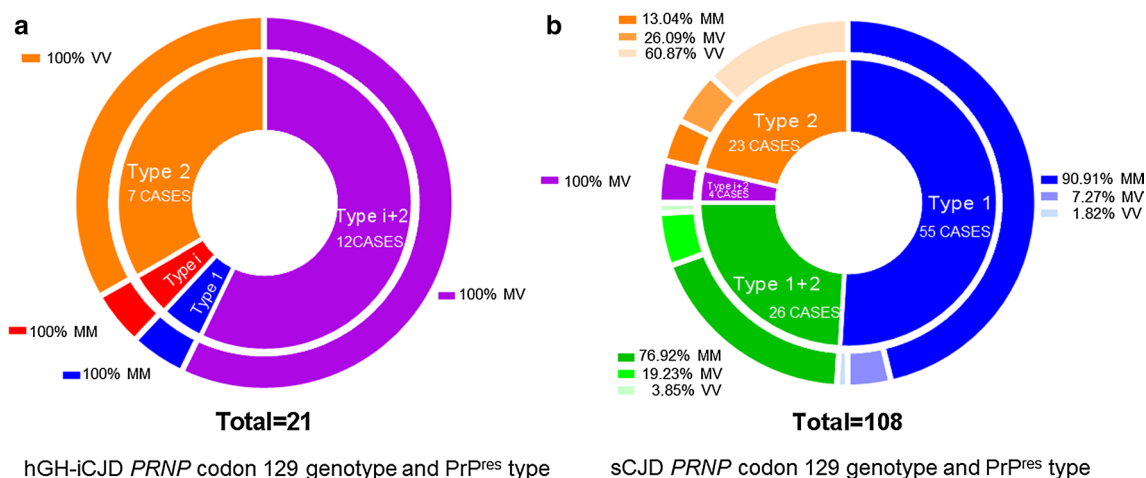 a
100% VV
Type 2
7 CASES
Type i+2
12CASES
Type i
Type 1
100% MV
100% MM
100% MM
Total=21
hGH-iCJD PRNP codon 129 genotype and PrPres type
b
13.04% MM
26.09% MV
60.87% VV
Type 2
23 CASES
100% MV
Type i+2
4 CASES
Type 1
55 CASES
90.91% MM
7.27% MV
1.82% VV
Type 1+2
26 CASES
76.92% MM
19.23% MV
3.85% VV
Total=108
sCJD PRNP codon 129 genotype and PrPres type